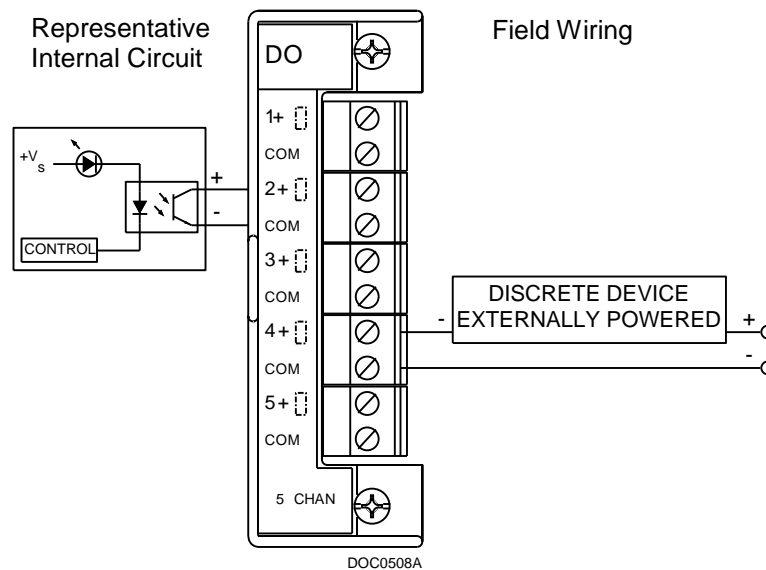 Representative
Internal Circuit
Field Wiring
DO
1+
COM
2+
COM
3+
COM
4+
COM
5+
COM
5 CHAN
+V
S
+
-
CONTROL
DISCRETE DEVICE
EXTERNALLY POWERED
-
+
-
DOC0508A